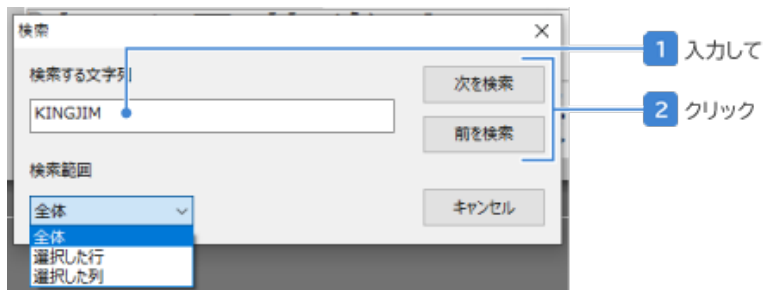 検索
検索する文字列
KINGJIM
次を検索
前を検索
検索範囲
全体
キャンセル
全体
選択した行
選択した列
1 入力して
2 クリック